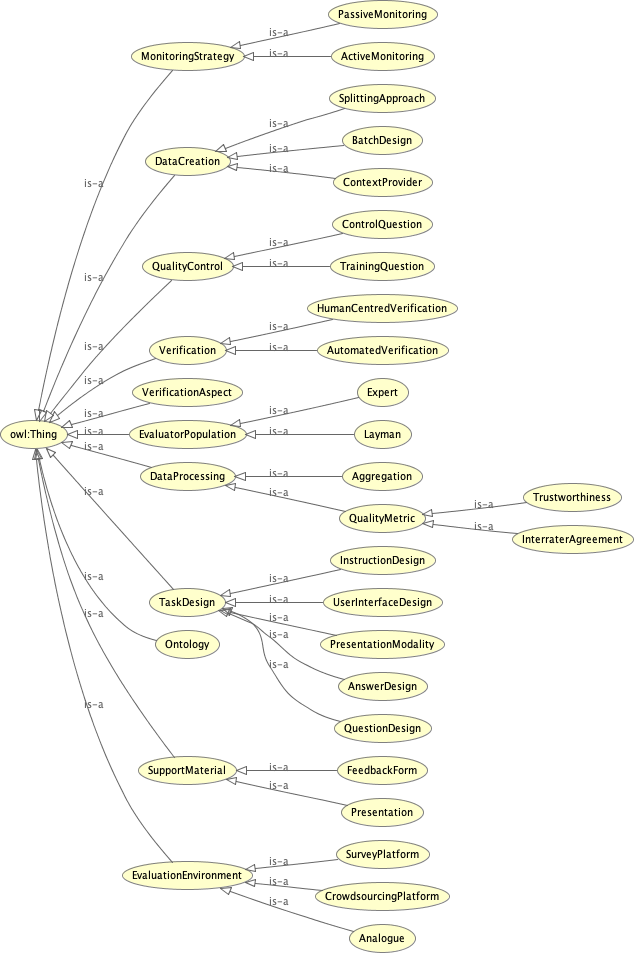 PassiveMonitoring
is-a
MonitoringStrategy
is-a
ActiveMonitoring
SplittingApproach
is-a
BatchDesign
is-a
DataCreation
is-a
ContextProvider
is-a
ControlQuestion
is-a
QualityControl
is-a
TrainingQuestion
is-a
HumanCentredVerification
is-a
Verification
is-a
AutomatedVerification
is-a
is-a
VerificationAspect
Expert
is-a
is-a
owl:Thing
is-a
EvaluatorPopulation
is-a
Layman
is-a
DataProcessing
is-a
Aggregation
is-a
is-a
QualityMetric
Trustworthiness
is-a
is-a
InterraterAgreement
InstructionDesign
is-a
TaskDesign
is-a
UserInterfaceDesign
is-a
is-a
is-a
PresentationModality
is-a
Ontology
is-a
AnswerDesign
is-a
QuestionDesign
SupportMaterial
is-a
FeedbackForm
is-a
Presentation
SurveyPlatform
is-a
EvaluationEnvironment
is-a
CrowdsourcingPlatform
is-a
Analogue